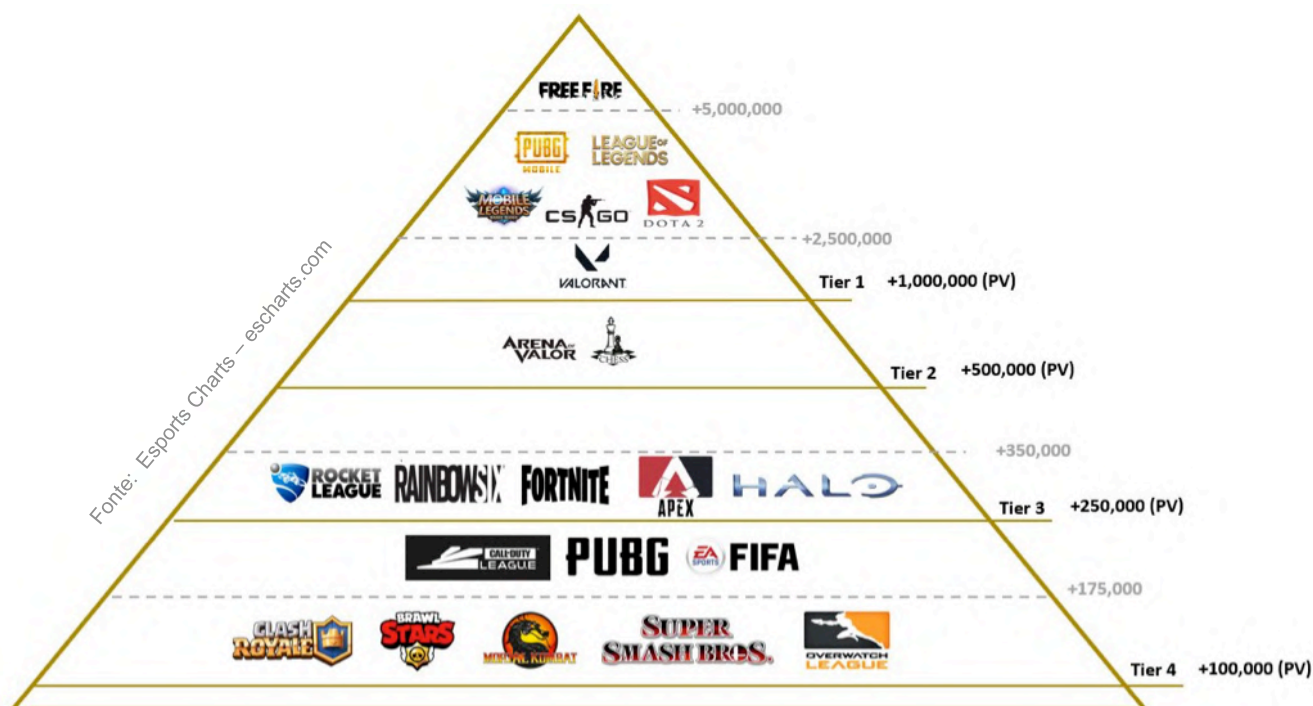 FREE FIRE
+5,000,000
PUBG
MOBILE
LEAGUE OF
LEGENDS
MOBILE
LEGENDS
CS GO
DOTA 2
+2,500,000
VALORANT
Tier 1 +1,000,000 (PV)
ARENA OF
VALOR
CHESS
Tier 2 +500,000 (PV)
+350,000
ROCKET
LEAGUE
RAINBOWSIX
FORTNITE
APEX
HALO
Tier 3 +250,000 (PV)
CALL OF DUTY
LEAGUE
PUBG
EA
SPORTS
FIFA
+175,000
CLASH
ROYALE
BRAWL
STARS
MORTAL KOMBAT
SUPER
SMASH BROS.
OVERWATCH
LEAGUE
Tier 4 +100,000 (PV)
Fonte: Esports Charts – escharts.com